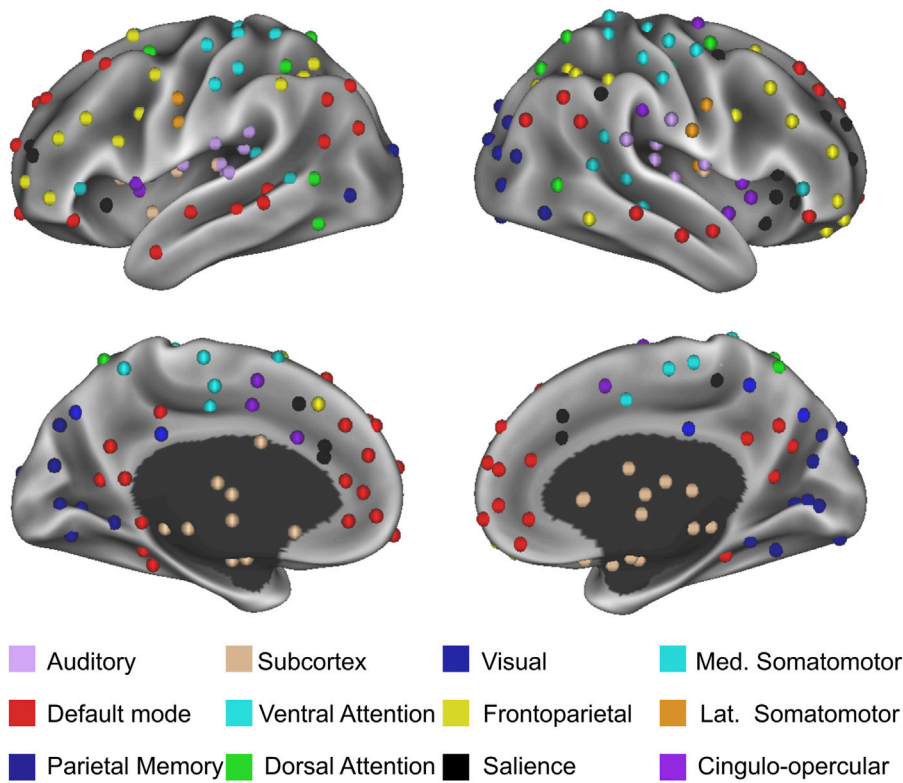 Auditory Subcortex Visual Med. Somatomotor
Default mode Ventral Attention Frontoparietal Lat. Somatomotor
Parietal Memory Dorsal Attention Salience Cingulo-opercular